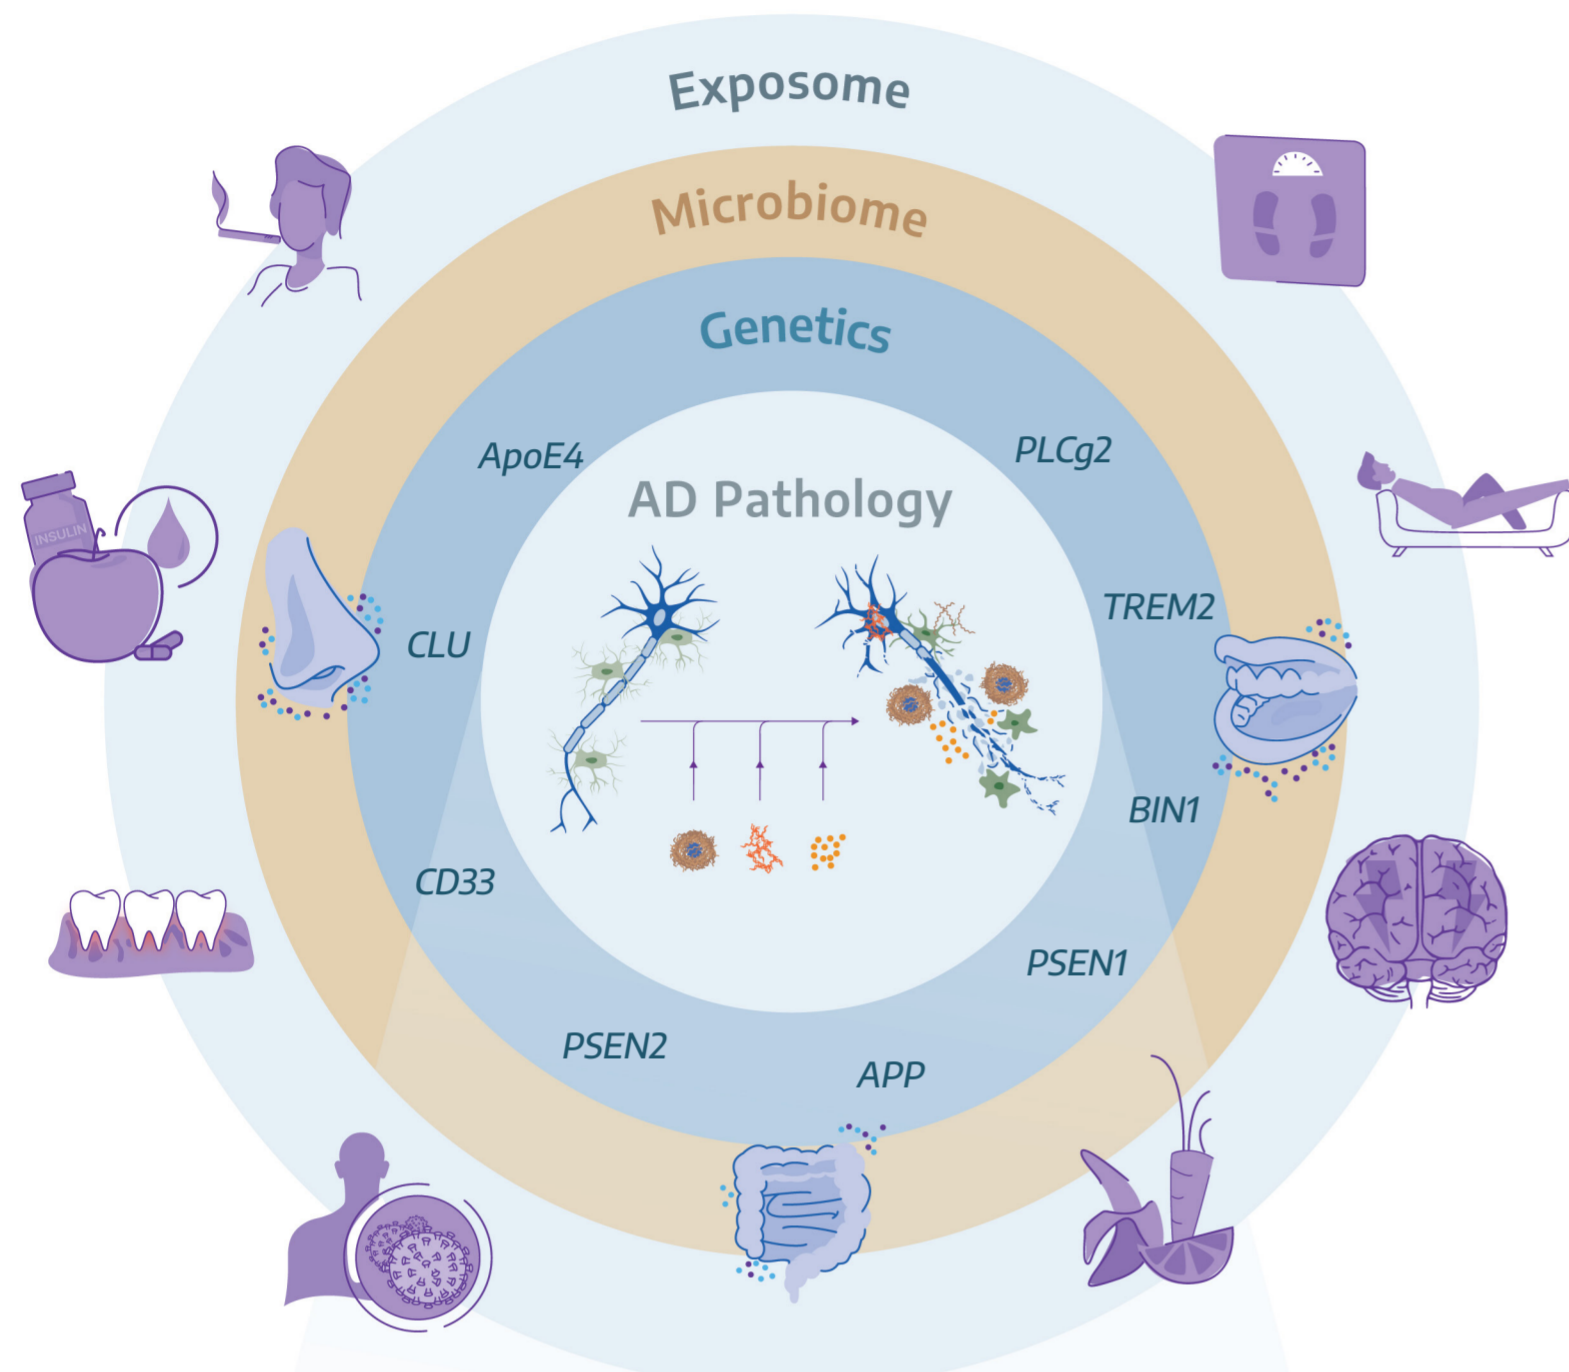 Exposome
Microbiome
Genetics
ApoE4
PLCg2
AD Pathology
INSULIN
TREM2
CLU
BIN1
CD33
PSEN1
PSEN2
APP